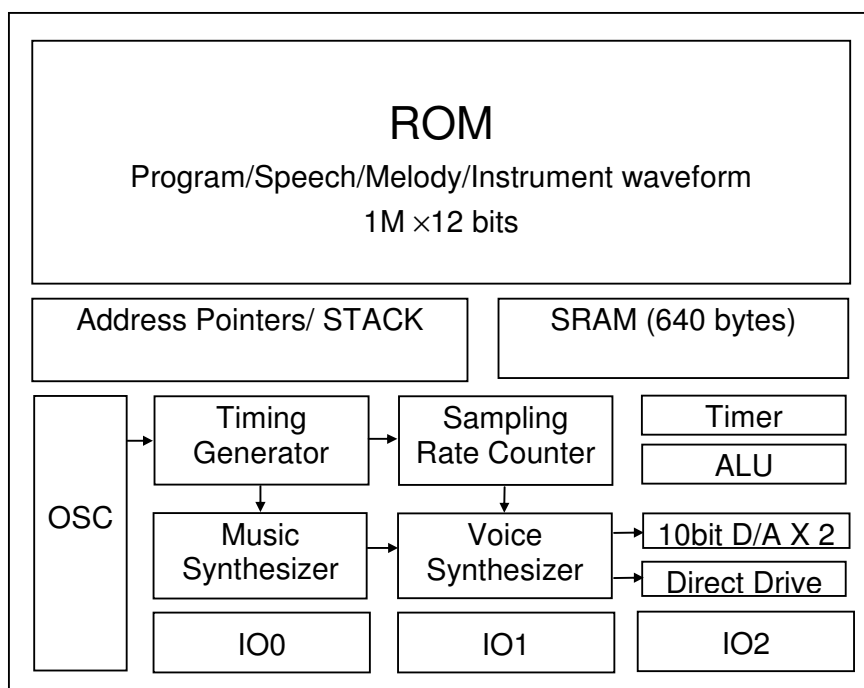 ROM
Program/Speech/Melody/Instrument waveform
1M ×12 bits
Address Pointers/ STACK
SRAM (640 bytes)
OSC
Timing
Generator
Sampling
Rate Counter
Timer
ALU
Music
Synthesizer
Voice
Synthesizer
10bit D/A X 2
Direct Drive
IO0
IO1
IO2